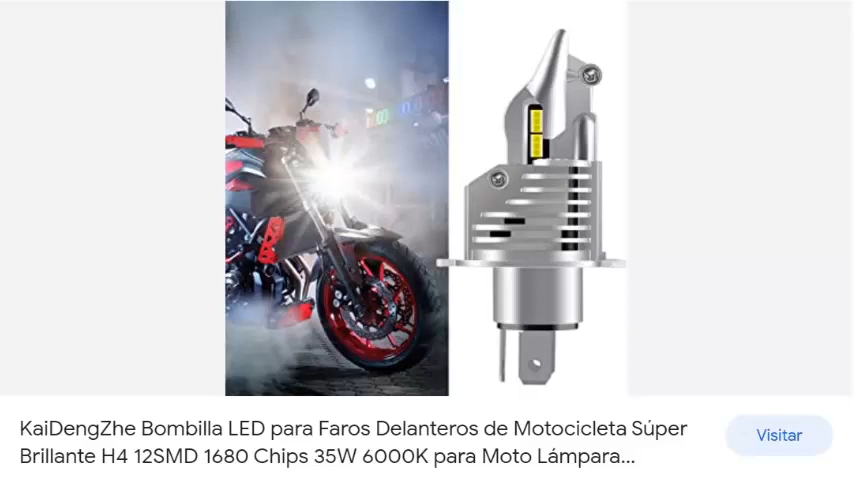 KaiDengZhe Bombilla LED para Faros Delanteros de Motocicleta Súper
Brillante H4 12SMD 1680 Chips 35W 6000K para Moto Lámpara...
Visitar